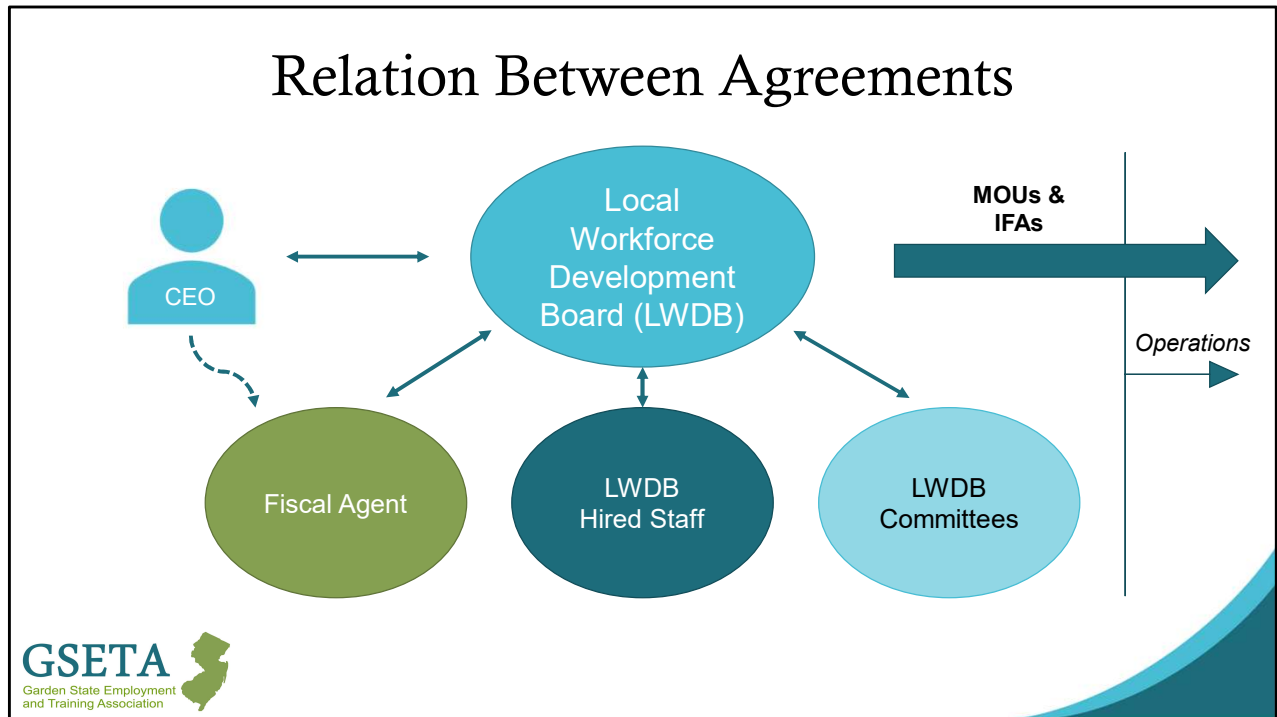 Relation Between Agreements
CEO
Local
Workforce
Development
Board (LWDB)
MOUs &
IFAs
Operations
Fiscal Agent
LWDB
Hired Staff
LWDB
Committees
GSETA
Garden State Employment
and Training Association